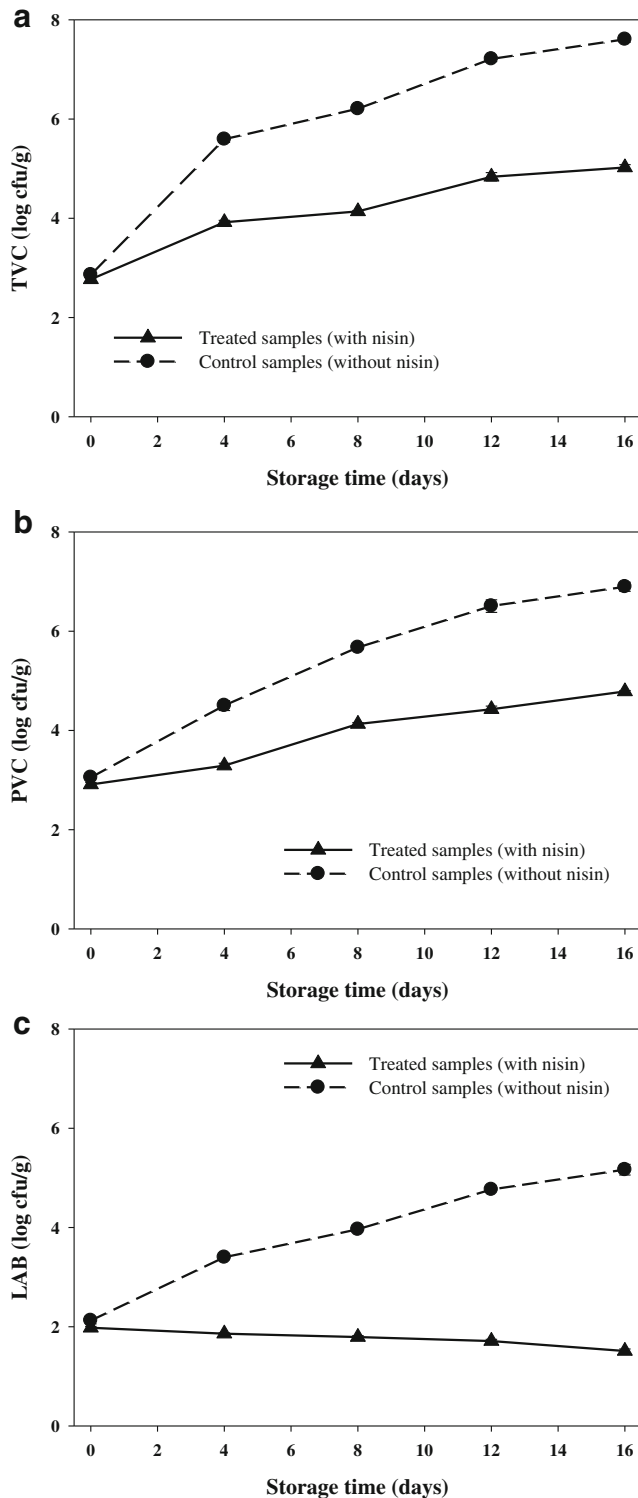 a
8
6
4
2
0
TVC (log cfu/g)
Treated samples (with nisin)
Control samples (without nisin)
0 2 4 6 8 10 12 14 16
Storage time (days)
b
8
6
4
2
0
PVC (log cfu/g)
Treated samples (with nisin)
Control samples (without nisin)
0 2 4 6 8 10 12 14 16
Storage time (days)
c
8
6
4
2
0
LAB (log cfu/g)
Treated samples (with nisin)
Control samples (without nisin)
0 2 4 6 8 10 12 14 16
Storage time (days)